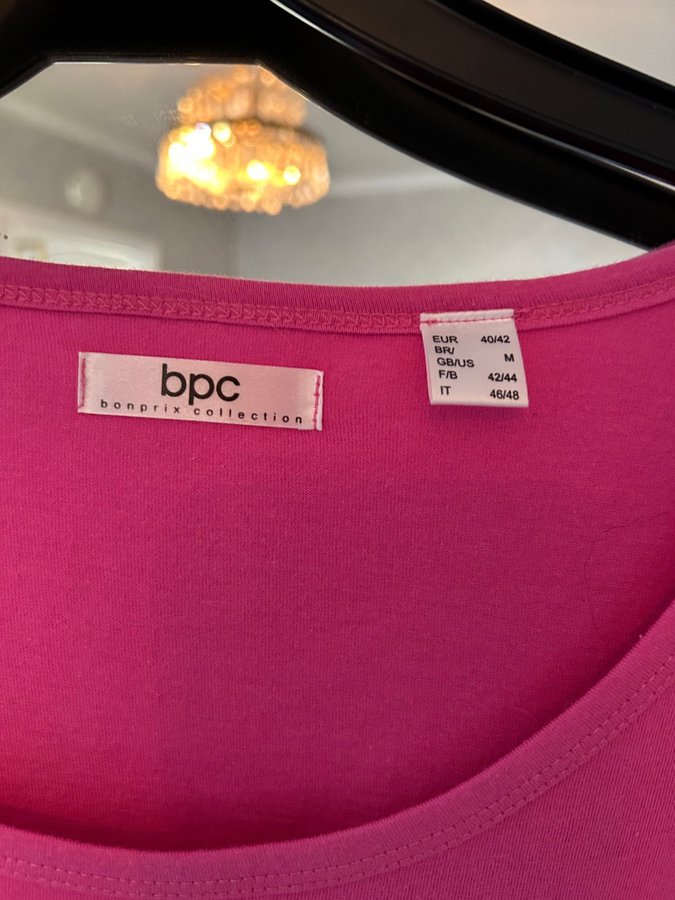 bpc
bonprix collection
EUR 40/42
BR/
GB/US M
F/B 42/44
IT 46/48